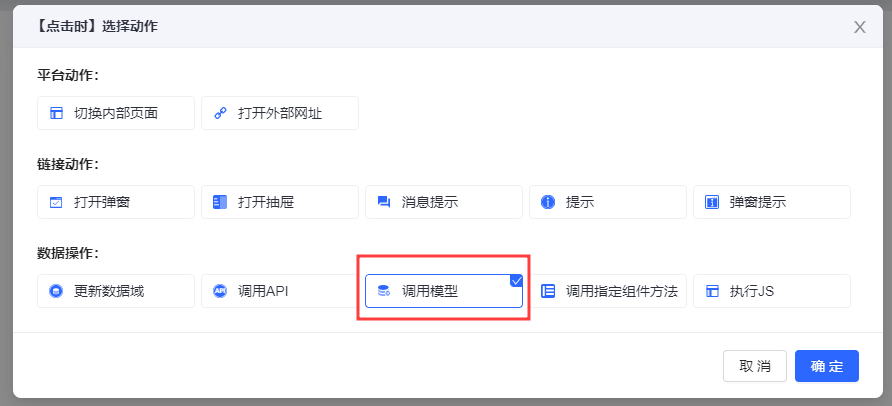 【点击时】选择动作
平台动作：
切换内部页面 打开外部网址
链接动作：
打开弹窗 打开抽屉 消息提示 提示 弹窗提示
数据操作：
更新数据域 API 调用API 调用模型 调用指定组件方法 执行JS
取 消 确 定